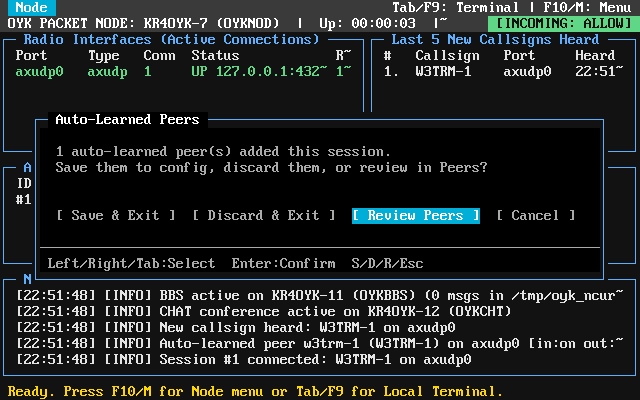 Node Tab/F9: Terminal | F10/M: Menu
OYK PACKET NODE: KR4OYK-7 (OYKNOD) | Up: 00:00:03 |~ [INCOMING: ALLOW]
Radio Interfaces (Active Connections)
Port Type Conn Status R~
axudp0 axudp 1 UP 127.0.0.1:432~ 1~
Last 5 New Callsigns Heard
# Callsign Port Heard
1. W3TRM-1 axudp0 22:51~
A
ID
#1
Auto-Learned Peers
1 auto-learned peer(s) added this session.
Save them to config, discard them, or review in Peers?
[ Save & Exit ] [ Discard & Exit ] [ Review Peers ] [ Cancel ]
Left/Right/Tab:Select Enter:Confirm S/D/R/Esc
N
[22:51:48] [INFO] BBS active on KR4OYK-11 (OYKBBS) (0 msgs in /tmp/oyk_ncur~
[22:51:48] [INFO] CHAT conference active on KR4OYK-12 (OYKCHT)
[22:51:48] [INFO] New callsign heard: W3TRM-1 on axudp0
[22:51:48] [INFO] Auto-learned peer w3trm-1 (W3TRM-1) on axudp0 [in:on out:~
[22:51:48] [INFO] Session #1 connected: W3TRM-1 on axudp0
Ready. Press F10/M for Node menu or Tab/F9 for Local Terminal.